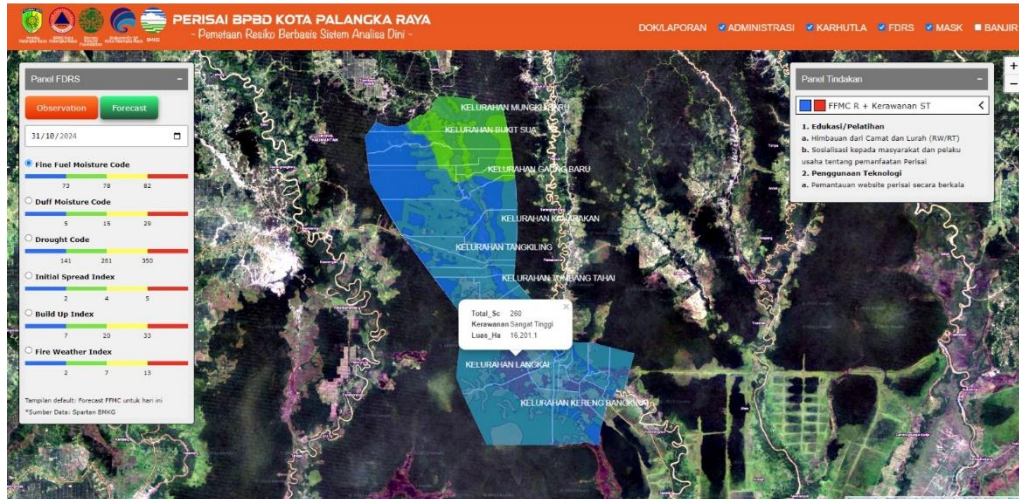 PERISAI BPBD KOTA PALANGKA RAYA
- Pemetaan Resiko Berbasis Sistem Analisa Dini -
DOK/LAPORAN ADMINISTRASI KARHUTLA FDRS MASK BANJIR
BMKG
Panel FDRS −
Observation Forecast
31/10/2024
Fine Fuel Moisture Code
73 78 82
Duff Moisture Code
5 15 29
Drought Code
141 261 350
Initial Spread Index
2 4 5
Build Up Index
7 20 33
Fire Weather Index
2 7 13
Tampilan default: Forecast FFMC untuk hari ini
*Sumber Data: Spartan BMKG
KELURAHAN BUKIT SUA
KELURAHAN TANGKILING
Total_Sc 260
Kerawanan Sangat Tinggi
Luas_Ha 16,201.1
×
KELURAHAN LANGKAI
KELURAHAN KERENG BANGKIRAI
Panel Tindakan −
FFMC R + Kerawanan ST
1. Edukasi/Pelatihan
a. Himbauan dari Camat dan Lurah (RW/RT)
b. Sosialisasi kepada masyarakat dan pelaku
usaha tentang pemanfaatan Perisai
2. Penggunaan Teknologi
a. Pemantauan website perisai secara berkala
+
−